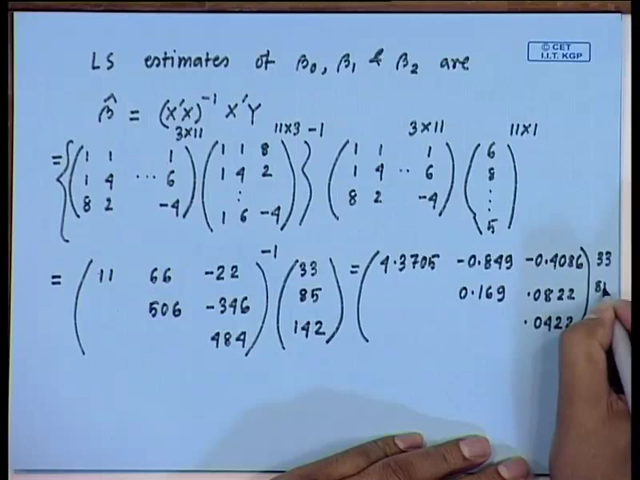 © CET
I.I.T. KGP
LS estimates of β₀, β₁ & β₂ are
β̂ = (X'X)⁻¹ X'Y
3×11 11×3 -1 3×11 11×1
= { ( 1 1 1 ) ( 1 1 8 ) } ( 1 1 1 ) ( 6 )
1 4 ... 6 1 4 2 1 4 .. 6 8
8 2 -4 : 8 2 -4 :
1 6 -4 5
= ( 11 66 -22 )⁻¹ ( 33 ) = ( 4.3705 -0.849 -0.4086 ) 33
506 -346 85 0.169 .0822 8
484 142 .0422